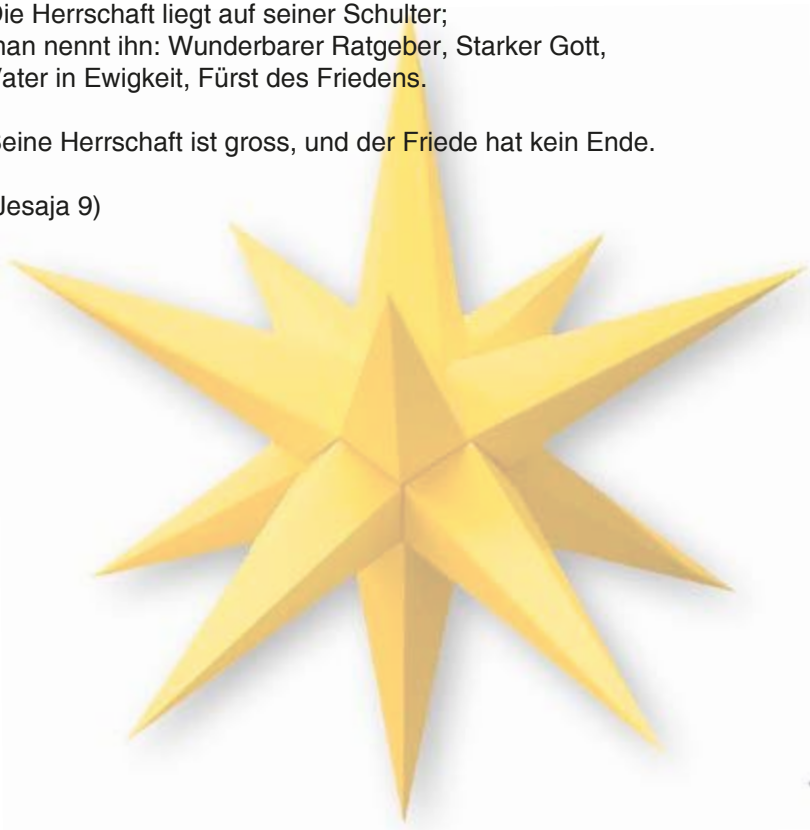 Die Herrschaft liegt auf seiner Schulter;
man nennt ihn: Wunderbarer Ratgeber, Starker Gott,
Vater in Ewigkeit, Fürst des Friedens.
Seine Herrschaft ist gross, und der Friede hat kein Ende.
(Jesaja 9)